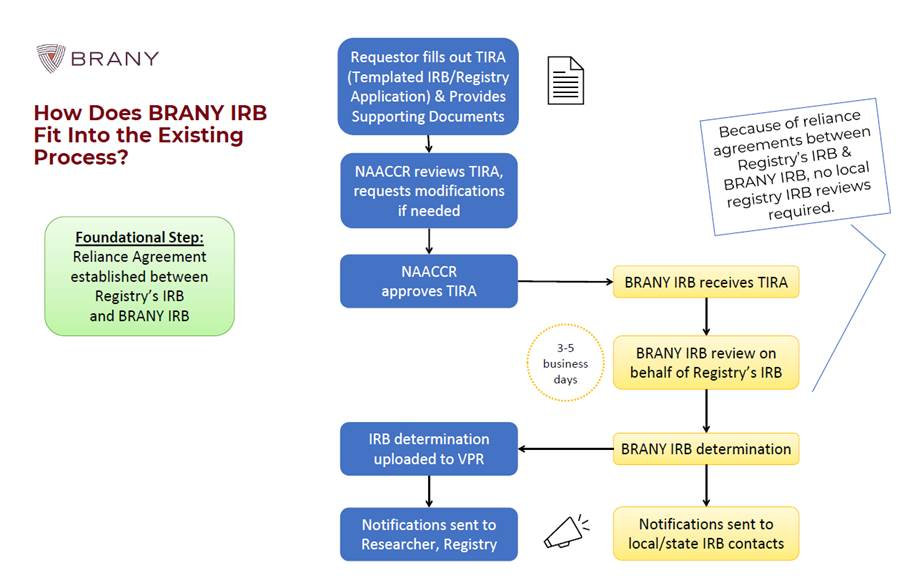 BRANY
How Does BRANY IRB
Fit Into the Existing
Process?
Foundational Step:
Reliance Agreement
established between
Registry's IRB
and BRANY IRB
Requestor fills out TIRA
(Templated IRB/Registry
Application) & Provides
Supporting Documents
NAACCR reviews TIRA,
requests modifications
if needed
NAACCR
approves TIRA
BRANY IRB receives TIRA
Because of reliance
agreements between
Registry's IRB &
BRANY IRB, no local
registry IRB reviews
required.
3-5
business
days
BRANY IRB review on
behalf of Registry's IRB
BRANY IRB determination
IRB determination
uploaded to VPR
Notifications sent to
Researcher, Registry
Notifications sent to
local/state IRB contacts